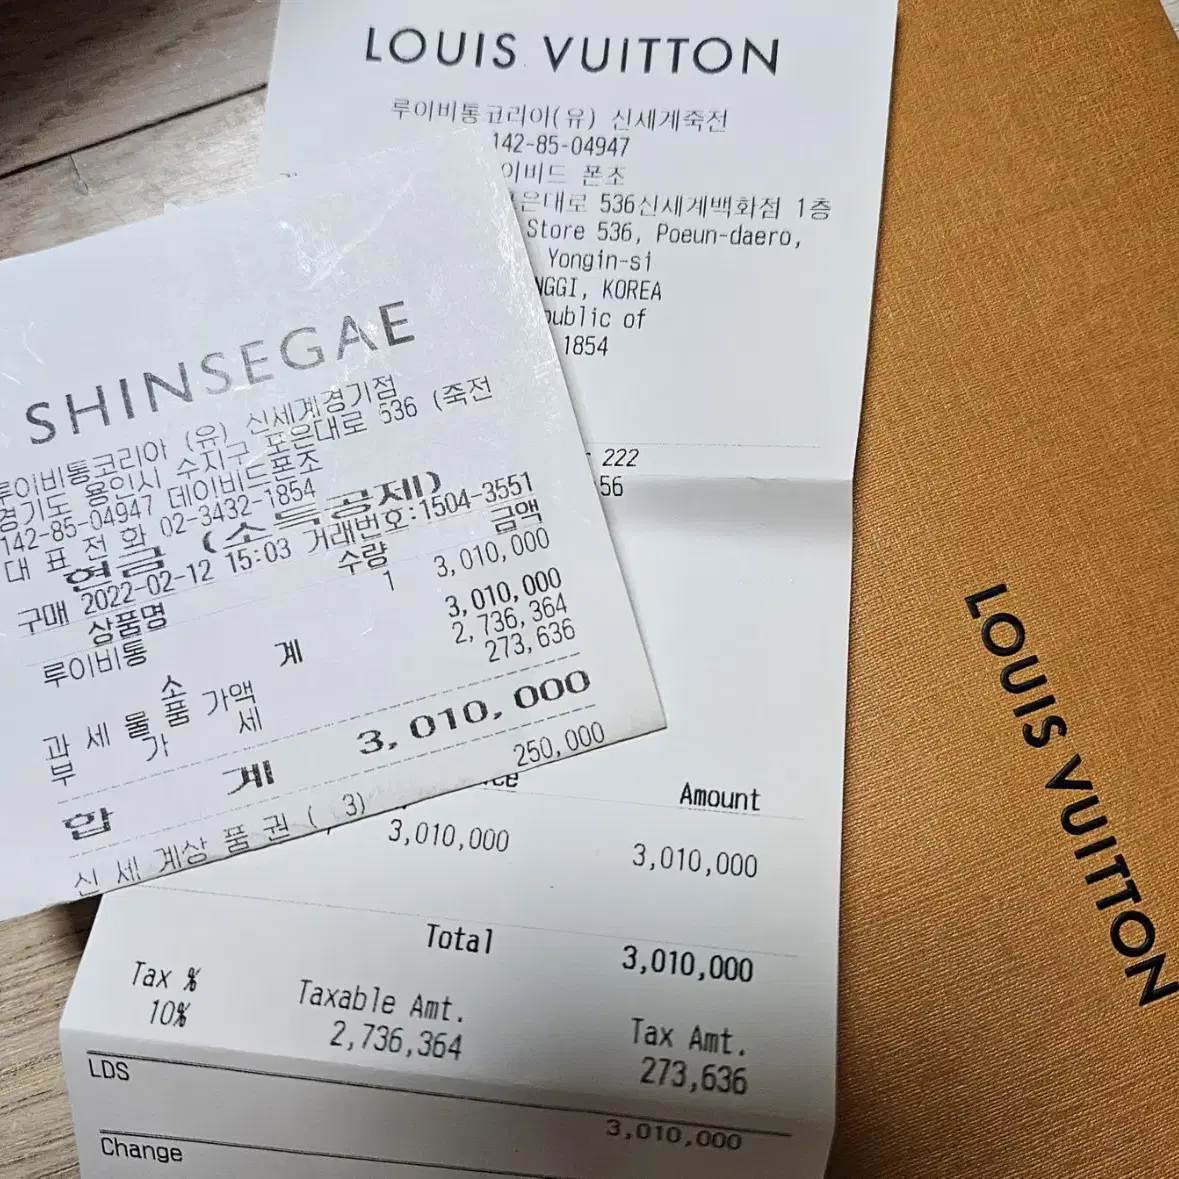 LOUIS VUITTON
루이비통코리아(유) 신세계죽전
142-85-04947
이비드 폰조
포은대로 536신세계백화점 1층
Store 536, Poeun-daero,
Yongin-si
NGGI, KOREA
public of
1854
222
56
Amount
3,010,000 3,010,000
Total 3,010,000
Tax % Taxable Amt. Tax Amt.
10% 2,736,364 273,636
LDS 3,010,000
Change
SHINSEGAE
루이비통코리아 (유) 신세계경기점
경기도 용인시 수지구 포은대로 536 (죽전
142-85-04947 데이비드폰조
대 표 전 화 02-3432-1854
현금 (소득공제)
구매 2022-02-12 15:03 거래번호:1504-3551
상품명 수량 금액
루이비통 1 3,010,000
소 계 3,010,000
과 세 물 품 가액 2,736,364
부 가 세 273,636
합 계 3,010,000
신 세 계상 품 권 ( 3) 250,000
LOUIS VUITTON